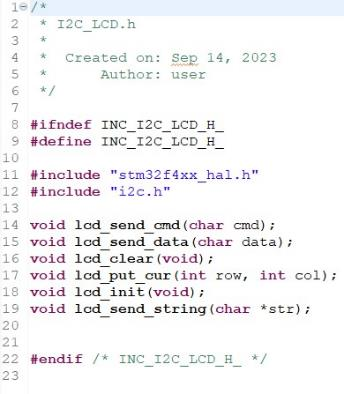 1 /*
2  * I2C_LCD.h
3  *
4  *  Created on: Sep 14, 2023
5  *      Author: user
6  */
7
8 #ifndef INC_I2C_LCD_H_
9 #define INC_I2C_LCD_H_
10
11 #include "stm32f4xx_hal.h"
12 #include "i2c.h"
13
14 void lcd_send_cmd(char cmd);
15 void lcd_send_data(char data);
16 void lcd_clear(void);
17 void lcd_put_cur(int row, int col);
18 void lcd_init(void);
19 void lcd_send_string(char *str);
20
21
22 #endif /* INC_I2C_LCD_H_ */
23